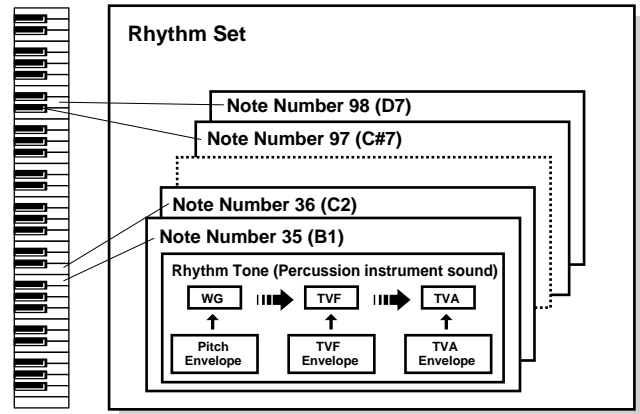 Rhythm Set
Note Number 98 (D7)
Note Number 97 (C#7)
Note Number 36 (C2)
Note Number 35 (B1)
Rhythm Tone (Percussion instrument sound)
WG
TVF
TVA
Pitch
Envelope
TVF
Envelope
TVA
Envelope